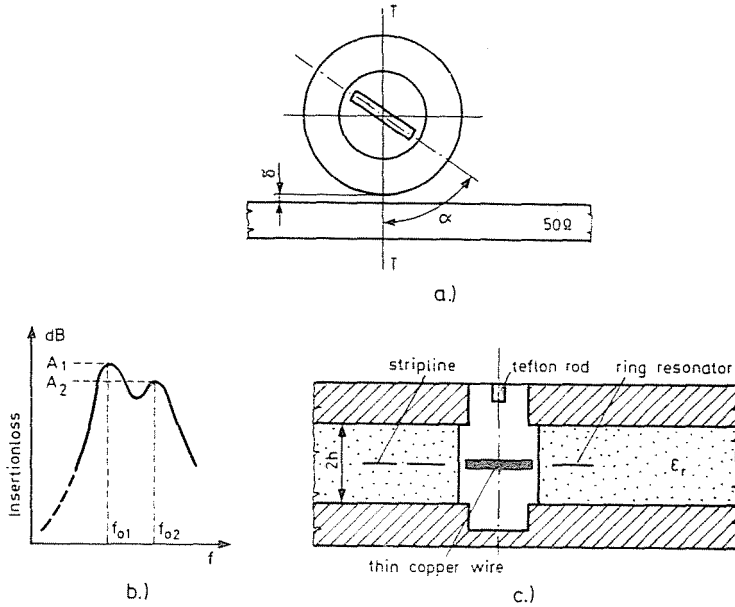 T
δ
α
50Ω
T
a.)
dB
A₁
A₂
Insertionloss
f₀₁
f₀₂
f
b.)
stripline
teflon rod
ring resonator
2h
εᵣ
thin copper wire
c.)